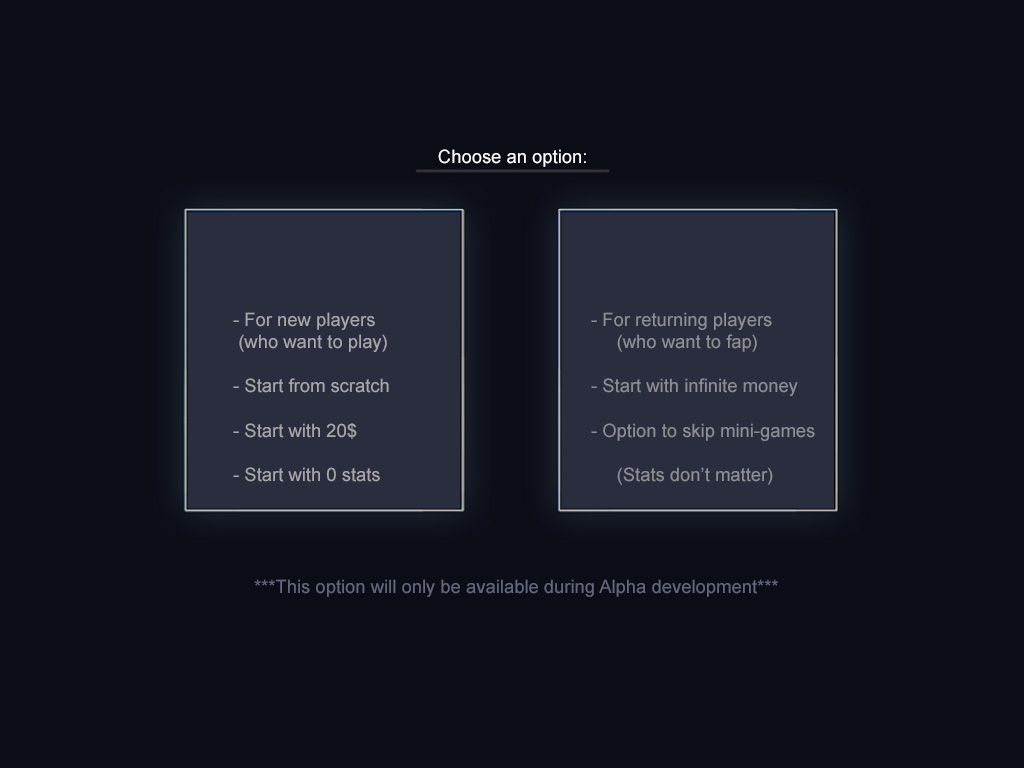 Choose an option:
- For new players
(who want to play)
- Start from scratch
- Start with 20$
- Start with 0 stats
- For returning players
(who want to fap)
- Start with infinite money
- Option to skip mini-games
(Stats don’t matter)
***This option will only be available during Alpha development***